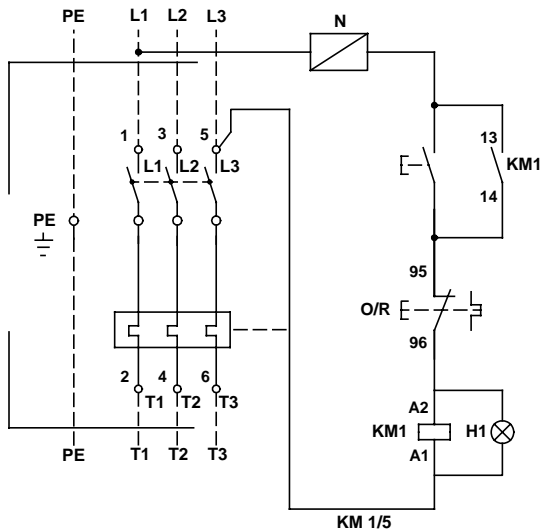 PE L1 L2 L3 N
1 3 5 13
L1 L2 L3 KM1
14
PE
95
O/R
96
2 4 6
T1 T2 T3 A2
KM1 H1
A1
PE T1 T2 T3
KM 1/5